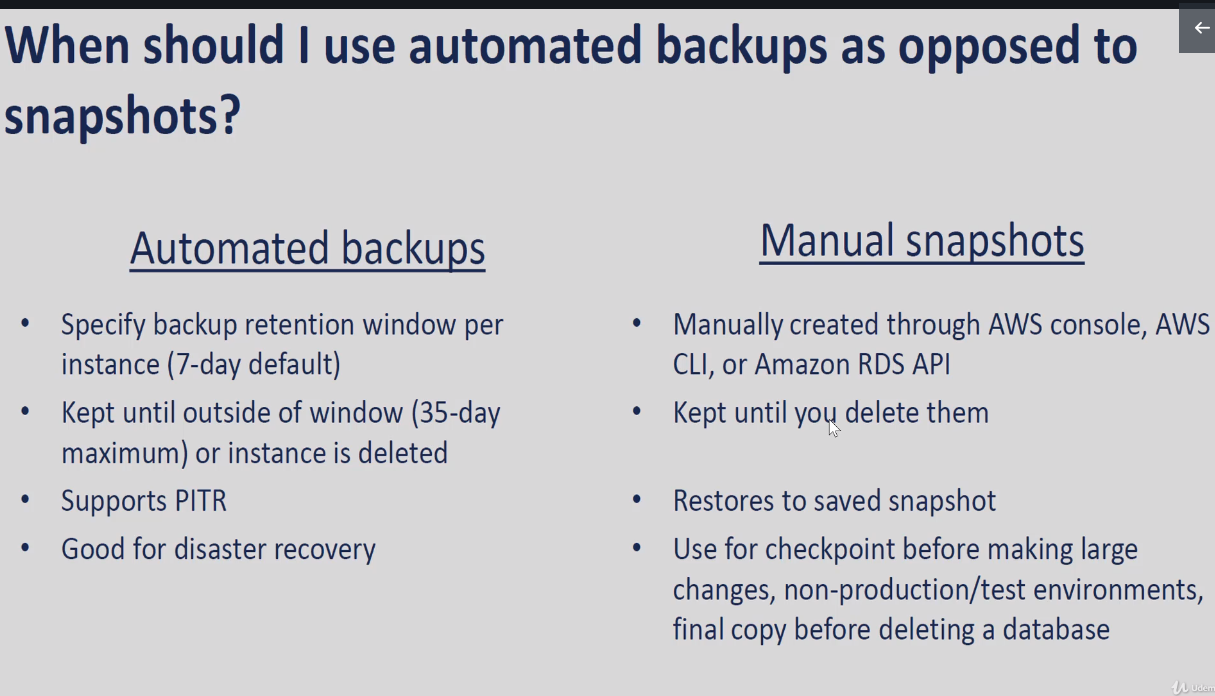 When should I use automated backups as opposed to
snapshots?
Automated backups
• Specify backup retention window per
instance (7-day default)
• Kept until outside of window (35-day
maximum) or instance is deleted
• Supports PITR
• Good for disaster recovery
Manual snapshots
• Manually created through AWS console, AWS
CLI, or Amazon RDS API
• Kept until you delete them
• Restores to saved snapshot
• Use for checkpoint before making large
changes, non-production/test environments,
final copy before deleting a database
Udem